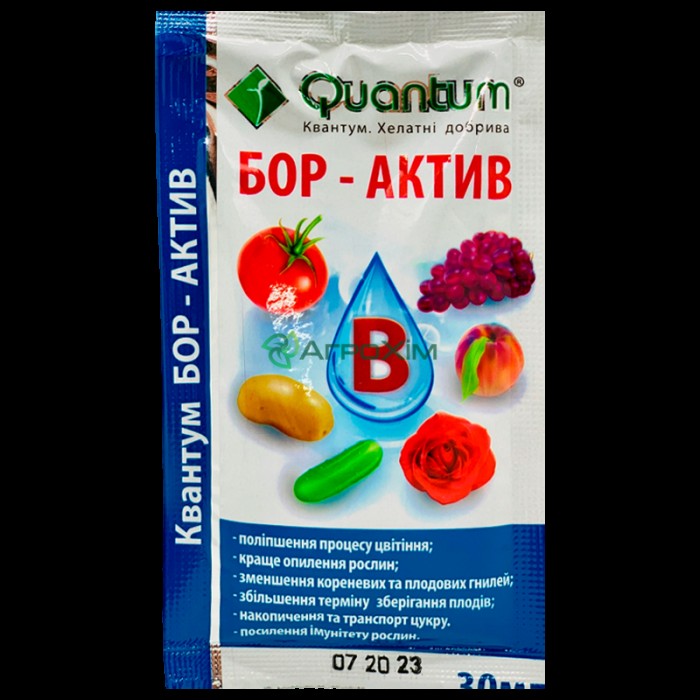 Quantum®
Квантум. Хелатні добрива
БОР - АКТИВ
B
АгроХім
Квантум БОР - АКТИВ
-поліпшення процесу цвітіння;
-краще опилення рослин;
-зменшення кореневих та плодових гнилей;
-збільшення терміну зберігання плодів;
-накопичення та транспорт цукру.
-посилення імунітету рослин.
07 20 23
30мл